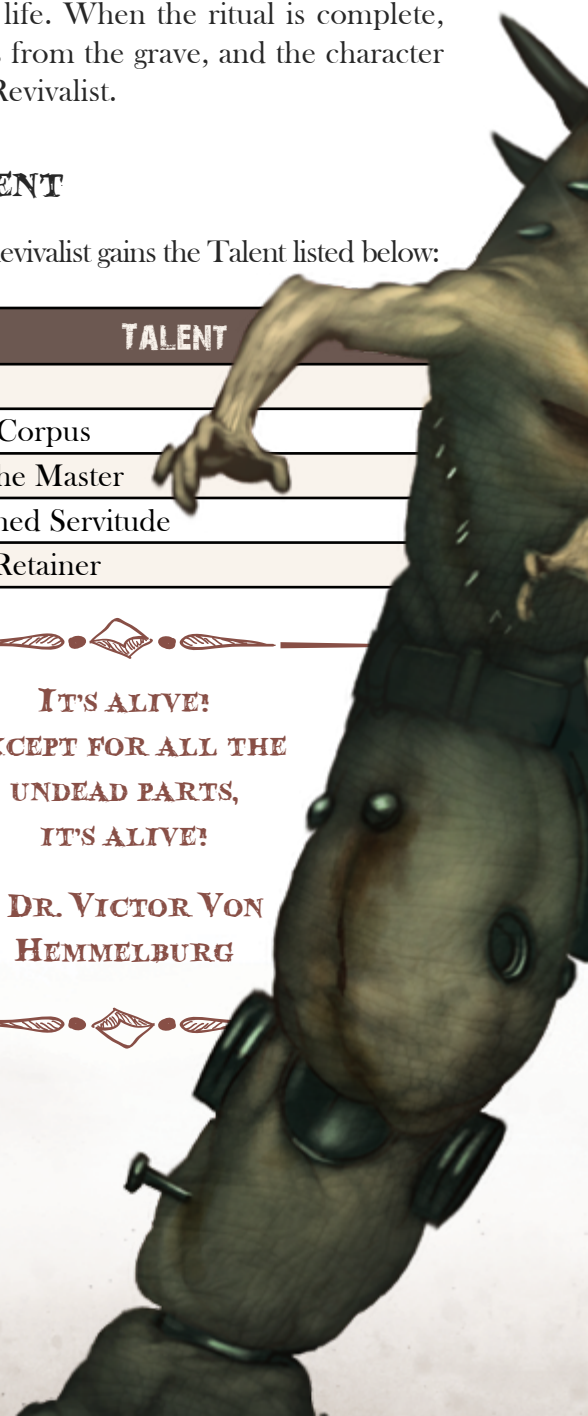 life. When the ritual is complete,
from the grave, and the character
Revivalist.
ENT
evivalist gains the Talent listed below:
TALENT
Corpus
he Master
ned Servitude
Retainer
IT'S ALIVE!
XCEPT FOR ALL THE
UNDEAD PARTS,
IT'S ALIVE!
DR. VICTOR VON
HEMMELBURG